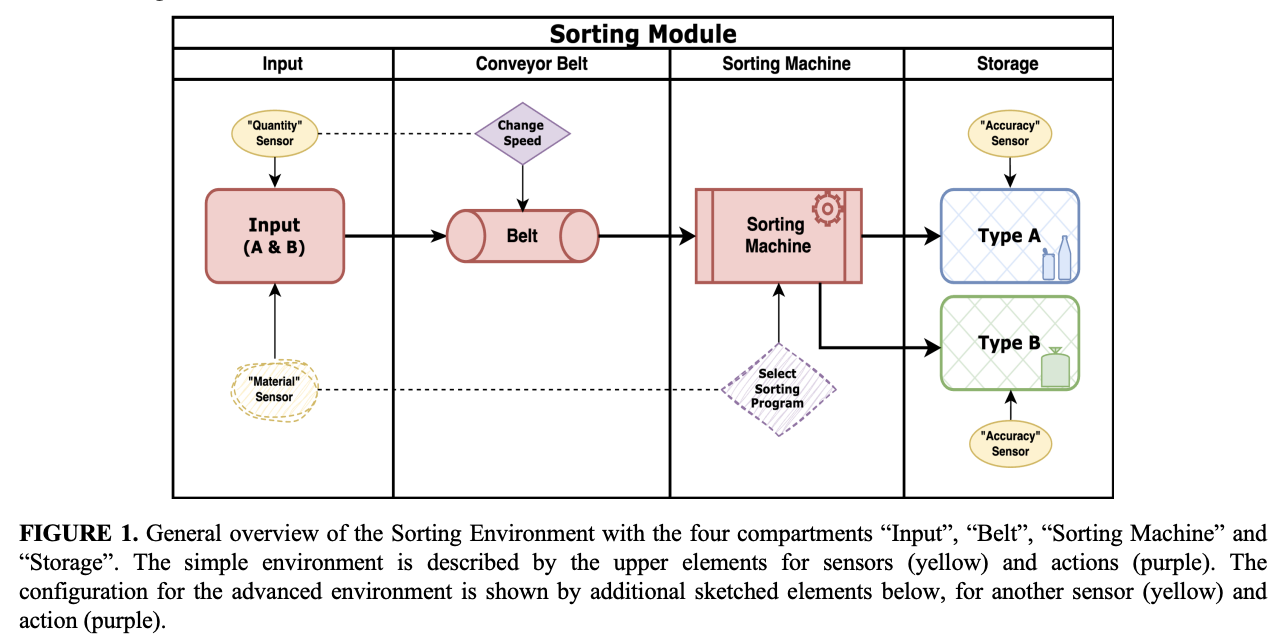 Sorting Module
Input
Conveyor Belt
Sorting Machine
Storage
"Quantity"
Sensor
Change
Speed
"Accuracy"
Sensor
Input
(A & B)
Belt
Sorting
Machine
Type A
Type B
"Material"
Sensor
Select
Sorting
Program
"Accuracy"
Sensor
FIGURE 1. General overview of the Sorting Environment with the four compartments “Input”, “Belt”, “Sorting Machine” and
“Storage”. The simple environment is described by the upper elements for sensors (yellow) and actions (purple). The
configuration for the advanced environment is shown by additional sketched elements below, for another sensor (yellow) and
action (purple).